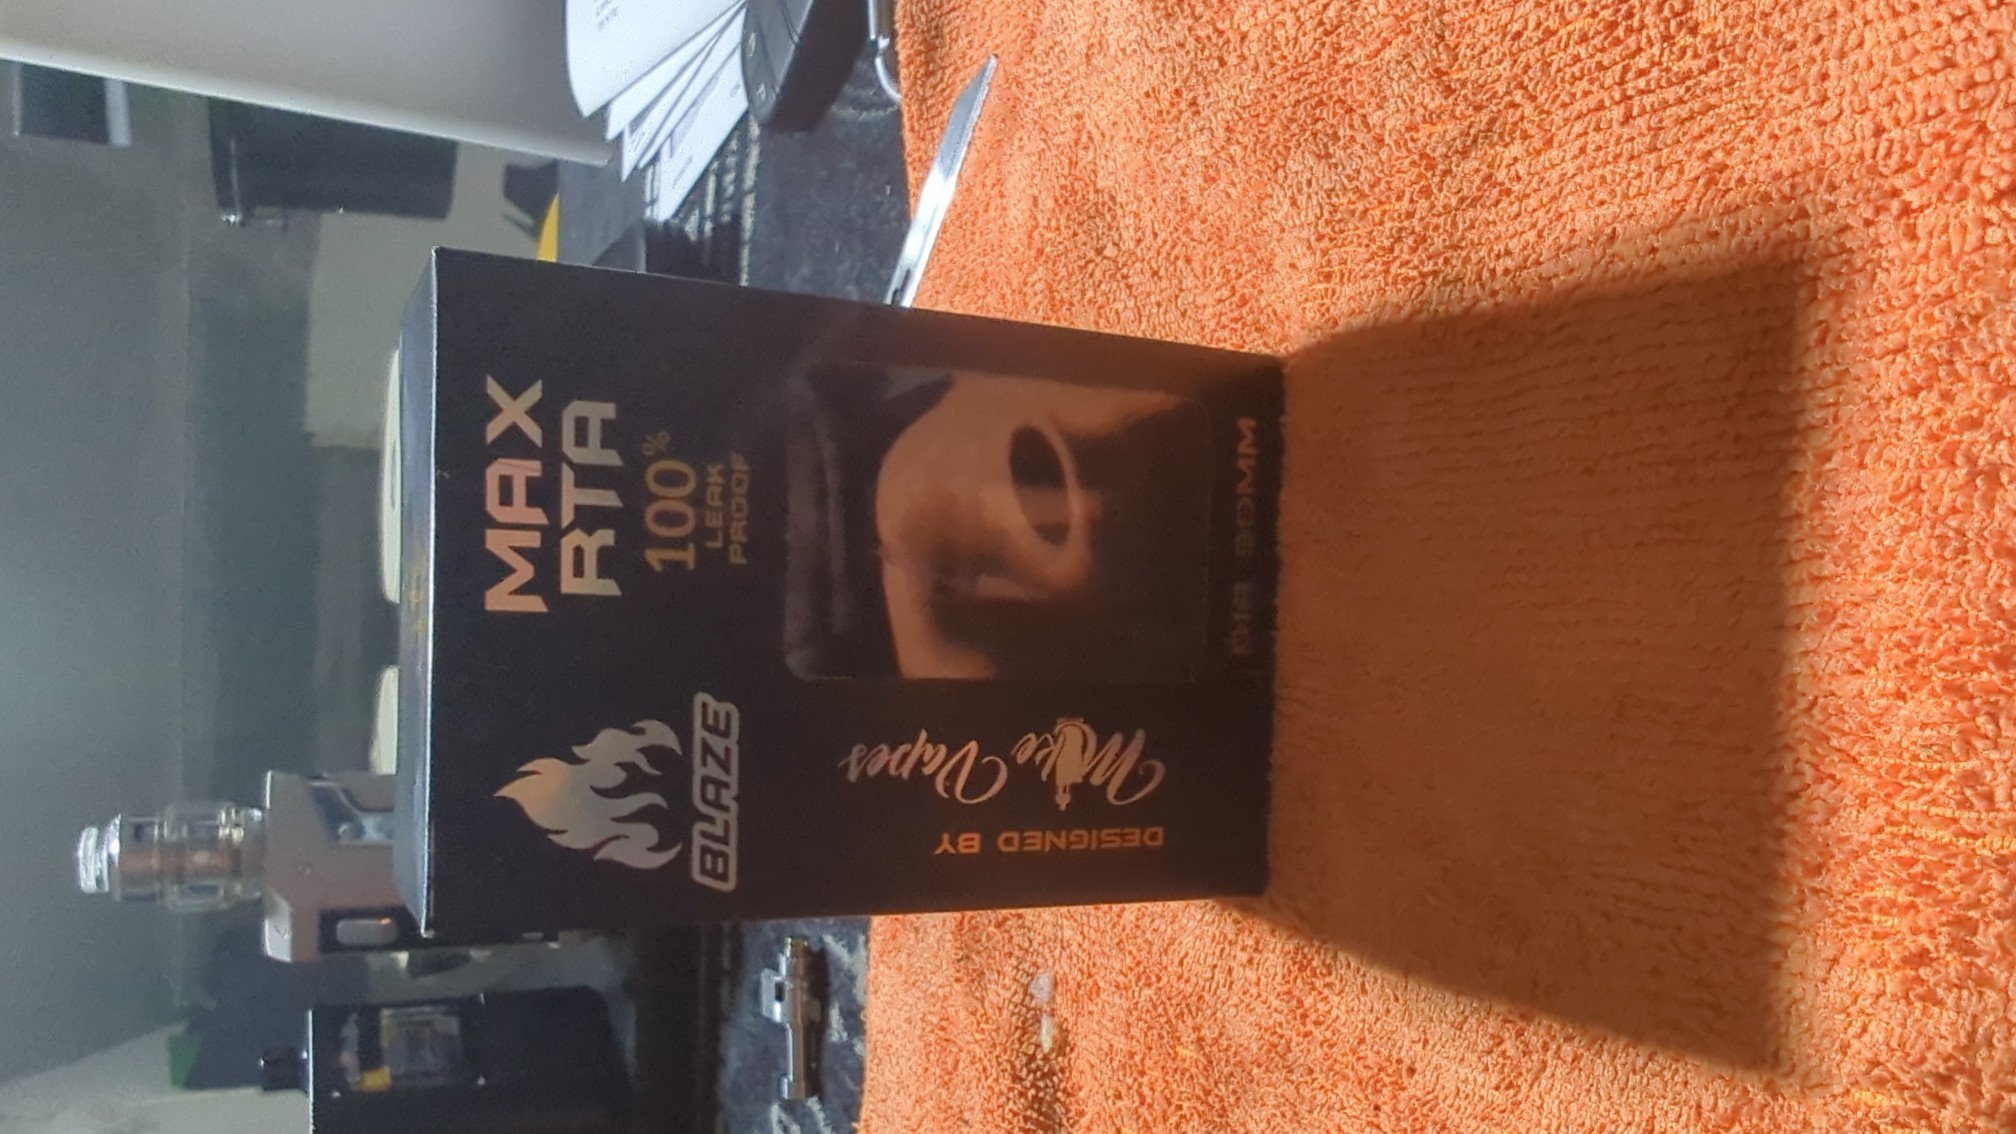 MAX
RTA
100%
LEAK
PROOF
BLAZE
DESIGNED BY
Mike Vapes
DIA 30MM